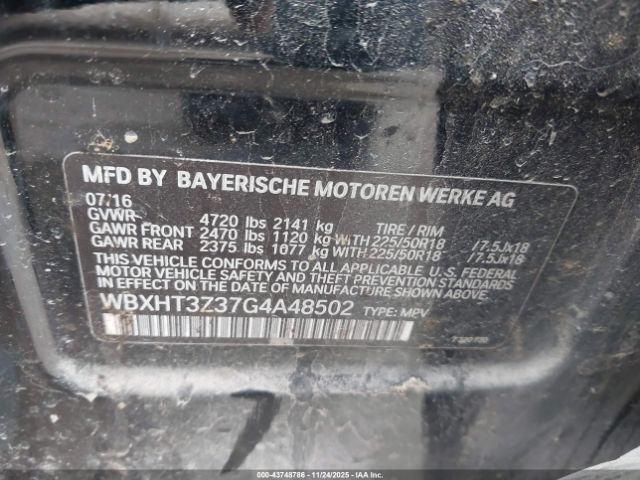 MFD BY BAYERISCHE MOTOREN WERKE AG
07/16
GVWR 4720 lbs 2141 kg TIRE / RIM
GAWR FRONT 2470 lbs 1120 kg WITH 225/50R18 /7.5Jx18
GAWR REAR 2375 lbs 1077 kg WITH 225/50R18 /7.5Jx18
THIS VEHICLE CONFORMS TO ALL APPLICABLE U.S. FEDERAL
MOTOR VEHICLE SAFETY AND THEFT PREVENTION STANDARDS
IN EFFECT ON THE DATE OF MANUFACTURE SHOWN ABOVE.
WBXHT3Z37G4A48502 TYPE: MPV
000-43748786 - 11/24/2025 - IAA Holdings, LLC